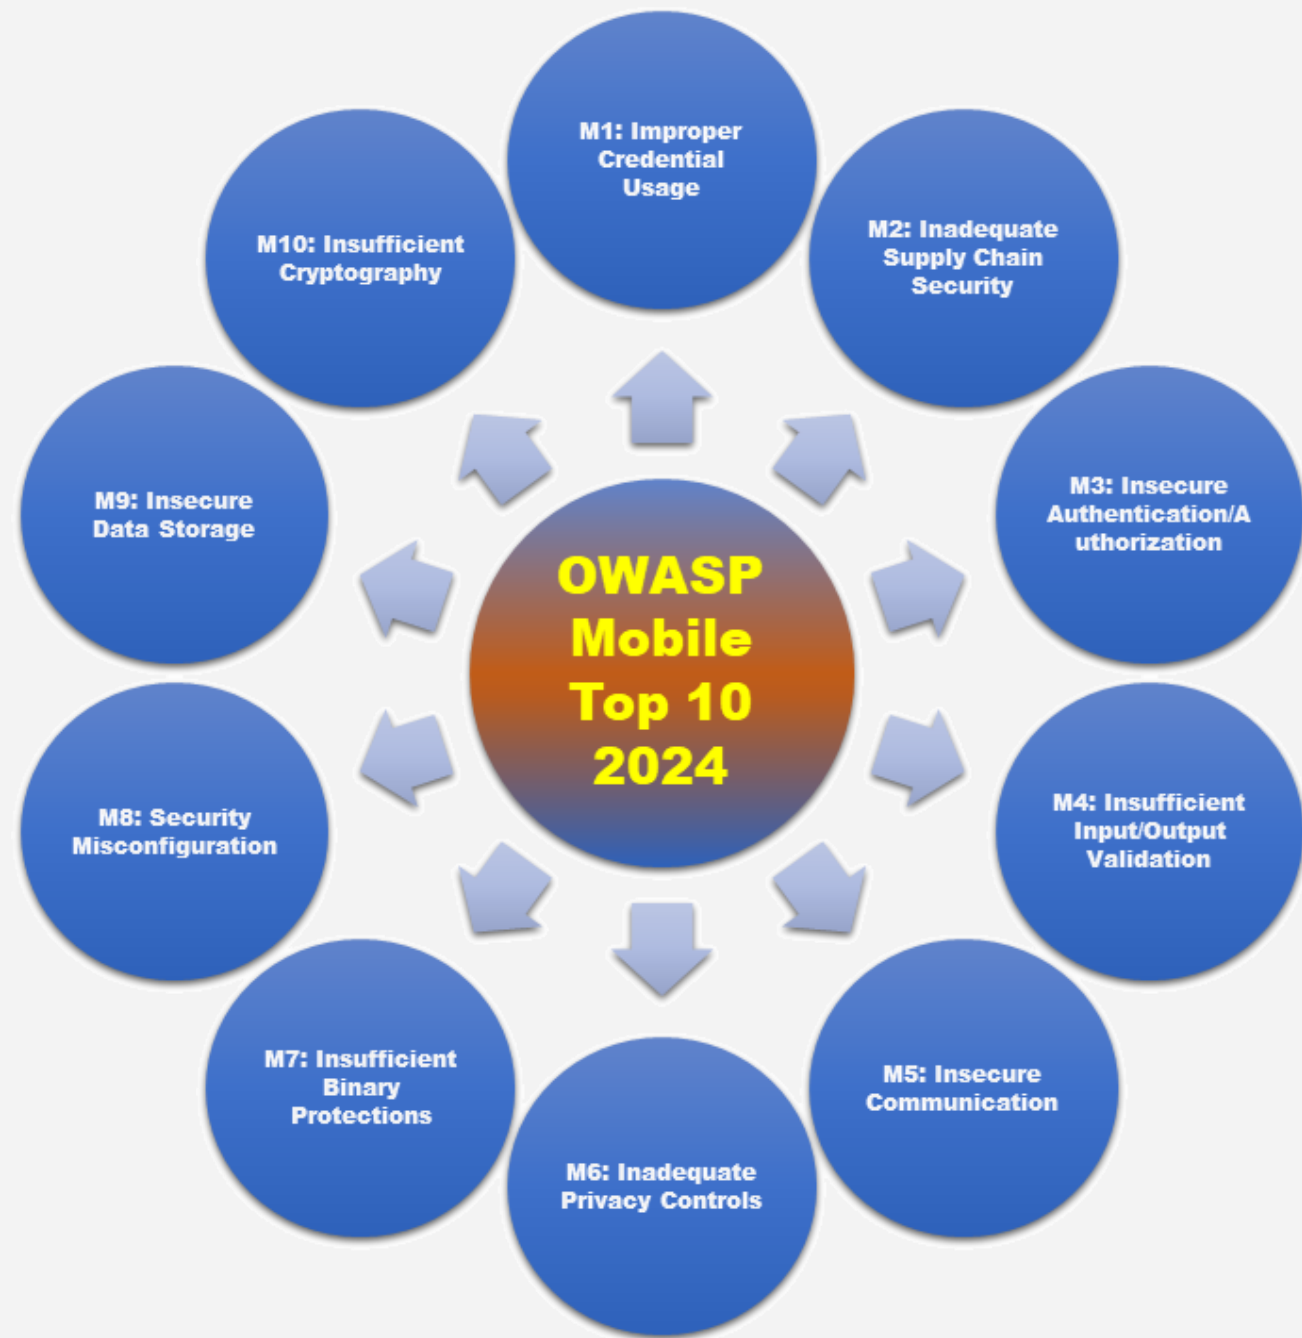 M1: Improper
Credential
Usage
M2: Inadequate
Supply Chain
Security
M3: Insecure
Authentication/A
uthorization
M4: Insufficient
Input/Output
Validation
M5: Insecure
Communication
M6: Inadequate
Privacy Controls
M7: Insufficient
Binary
Protections
M8: Security
Misconfiguration
M9: Insecure
Data Storage
M10: Insufficient
Cryptography
OWASP
Mobile
Top 10
2024